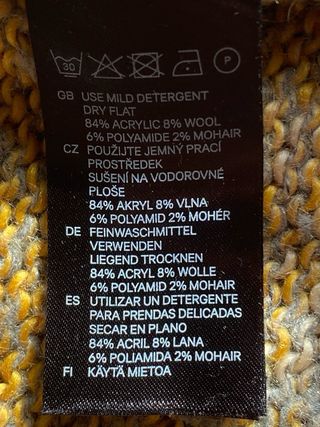 30
P
GB USE MILD DETERGENT
DRY FLAT
84% ACRYLIC 8% WOOL
6% POLYAMIDE 2% MOHAIR
CZ POUŽIJTE JEMNÝ PRACÍ
PROSTŘEDEK
SUŠENÍ NA VODOROVNÉ
PLOŠE
84% AKRYL 8% VLNA
6% POLYAMID 2% MOHÉR
DE FEINWASCHMITTEL
VERWENDEN
LIEGEND TROCKNEN
84% ACRYL 8% WOLLE
6% POLYAMID 2% MOHAIR
ES UTILIZAR UN DETERGENTE
PARA PRENDAS DELICADAS
SECAR EN PLANO
84% ACRIL 8% LANA
6% POLIAMIDA 2% MOHAIR
FI KÄYTÄ MIETOA